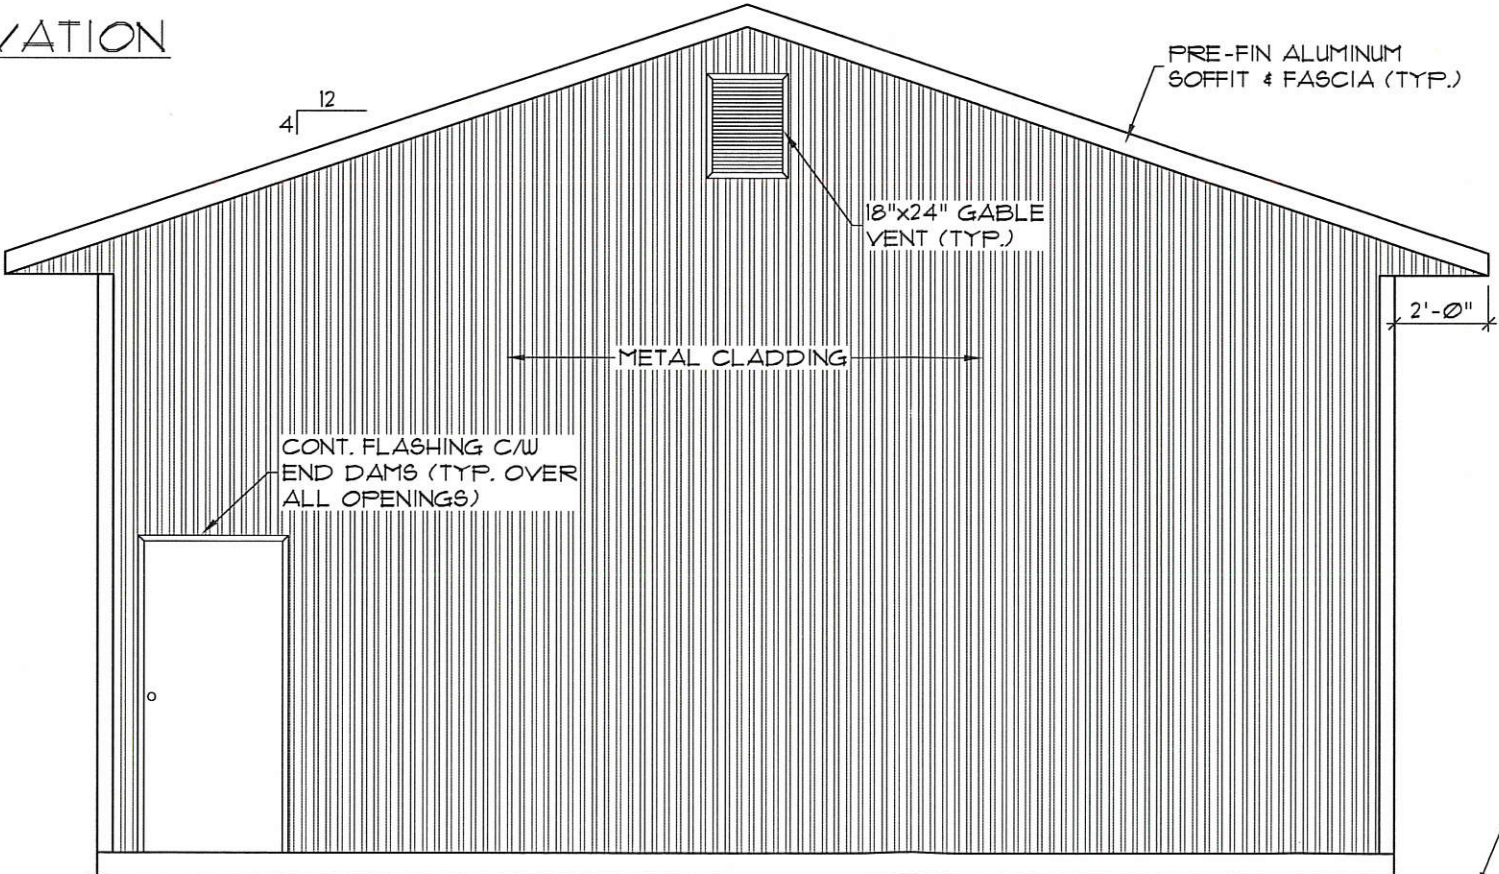 VATION
PRE-FIN ALUMINUM
SOFFIT & FASCIA (TYP.)
12
4
18"x24" GABLE
VENT (TYP.)
2'-0"
METAL CLADDING
CONT. FLASHING C/W
END DAMS (TYP. OVER
ALL OPENINGS)